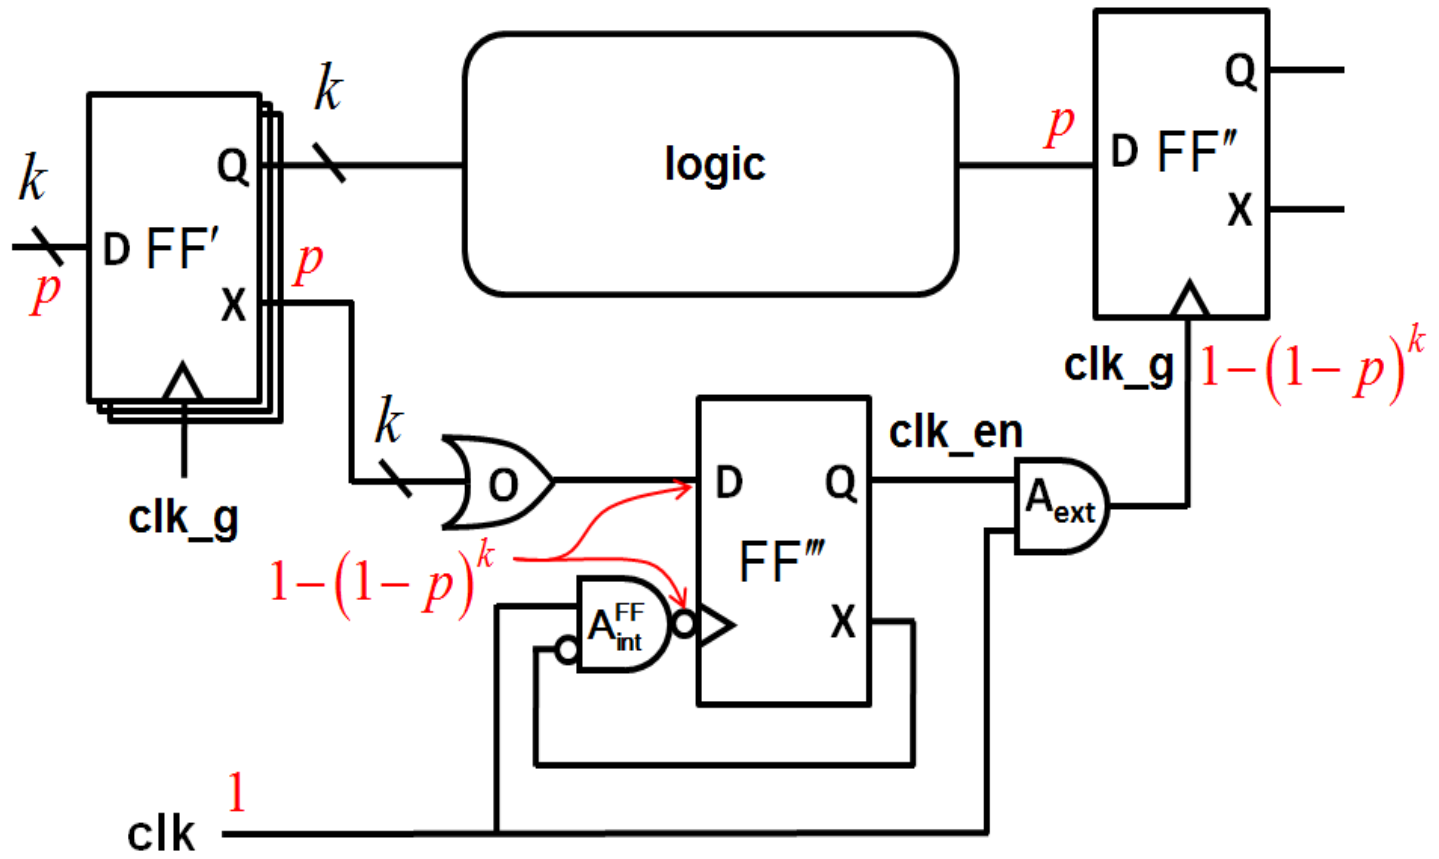 k
k
p
D FF′
Q
X
p
clk_g
logic
p
D FF″
Q
X
clk_g
1−(1−p)^k
k
O
1−(1−p)^k
D
Q
FF‴
X
clk_en
A_ext
A_int^FF
clk
1